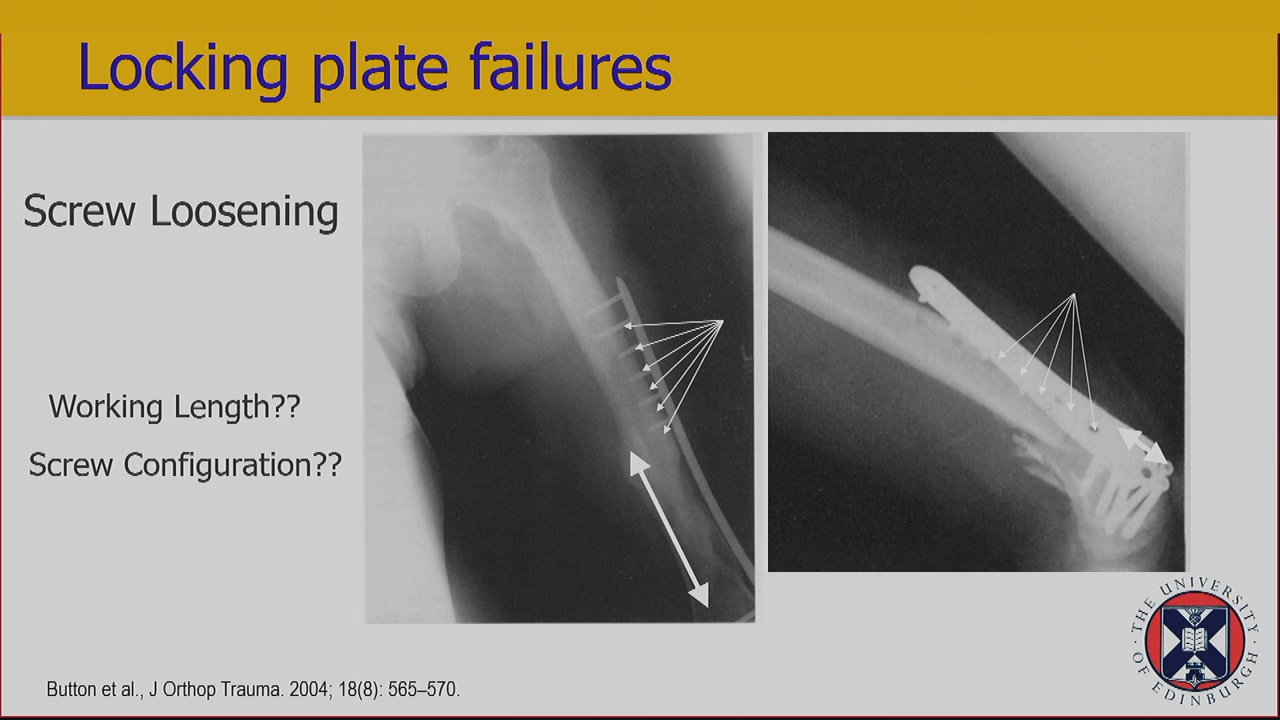 Locking plate failures
Screw Loosening
Working Length??
Screw Configuration??
Button et al., J Orthop Trauma. 2004; 18(8): 565–570.
THE UNIVERSITY
OF EDINBURGH